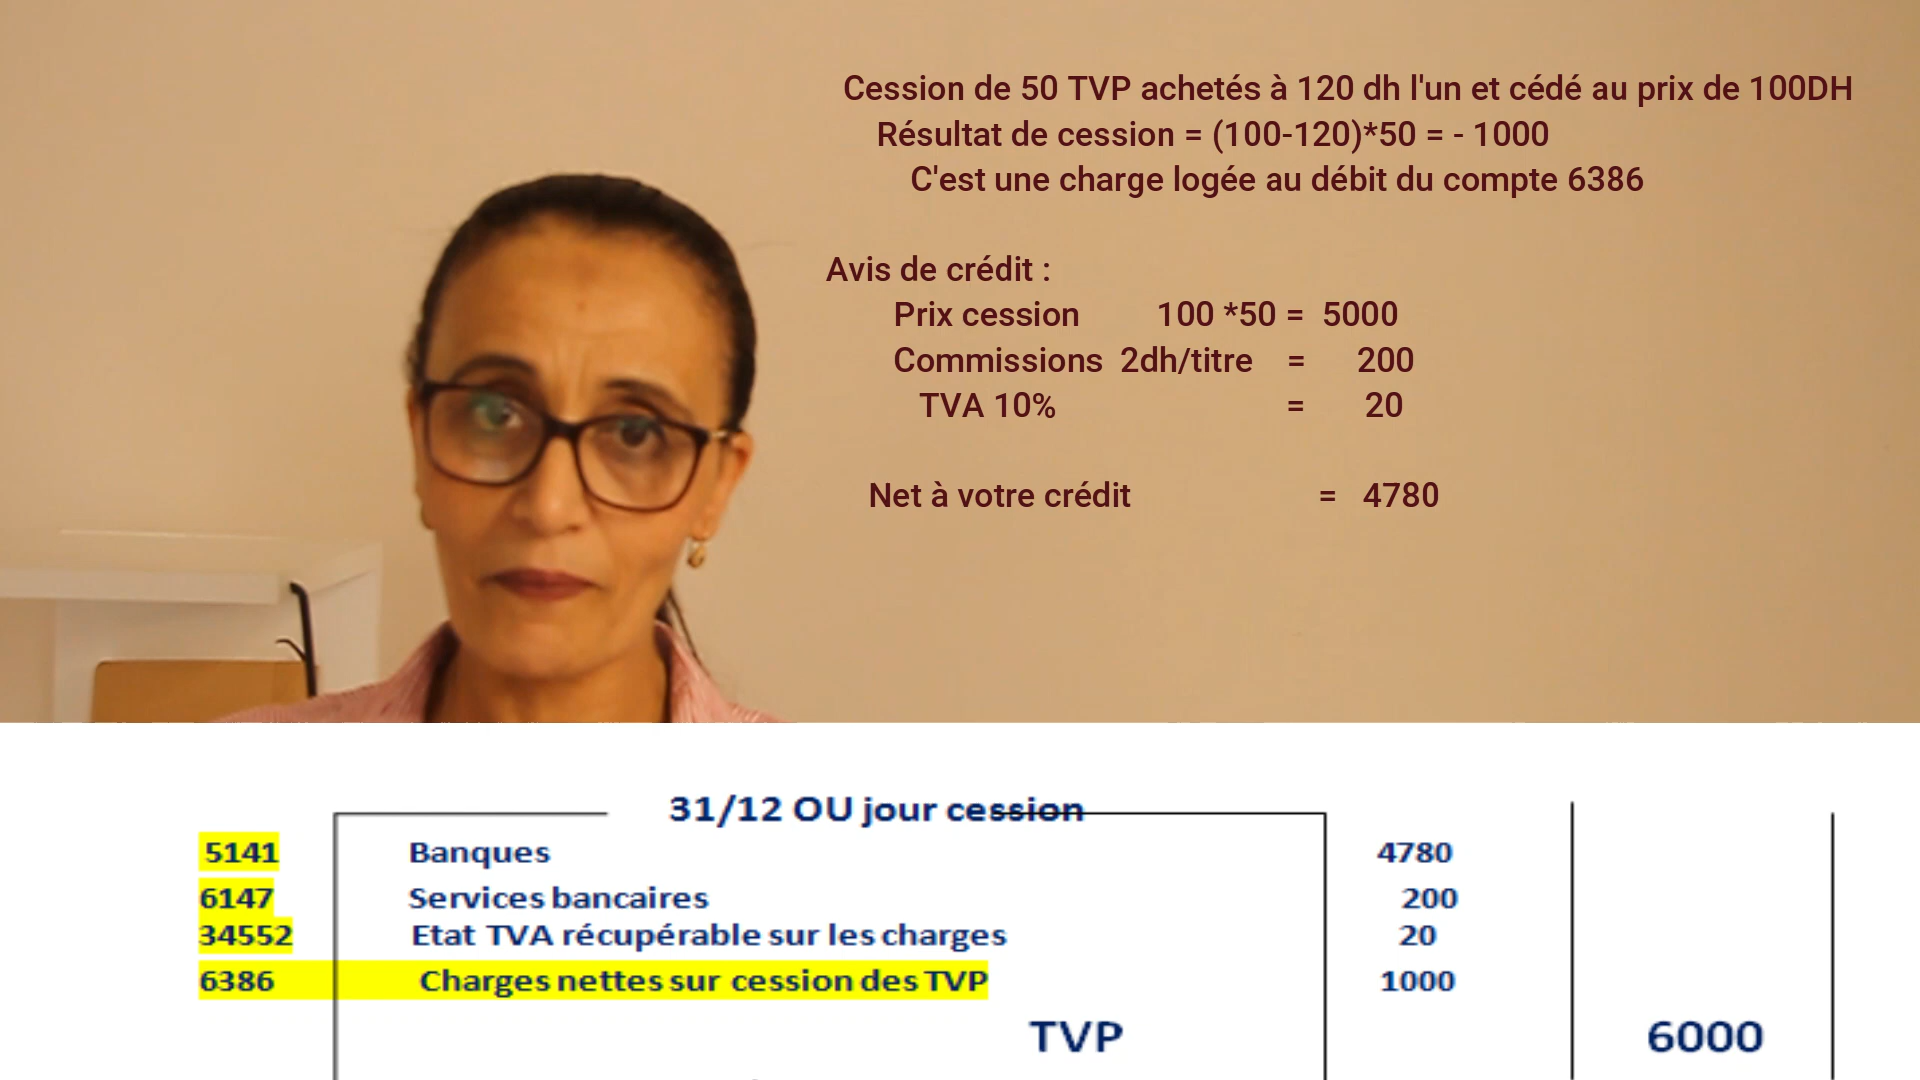 Cession de 50 TVP achetés à 120 dh l'un et cédé au prix de 100DH
Résultat de cession = (100-120)*50 = - 1000
C'est une charge logée au débit du compte 6386
Avis de crédit :
Prix cession 100 *50 = 5000
Commissions 2dh/titre = 200
TVA 10% = 20
Net à votre crédit = 4780
31/12 OU jour cession
5141 Banques 4780
6147 Services bancaires 200
34552 Etat TVA récupérable sur les charges 20
6386 Charges nettes sur cession des TVP 1000
TVP 6000